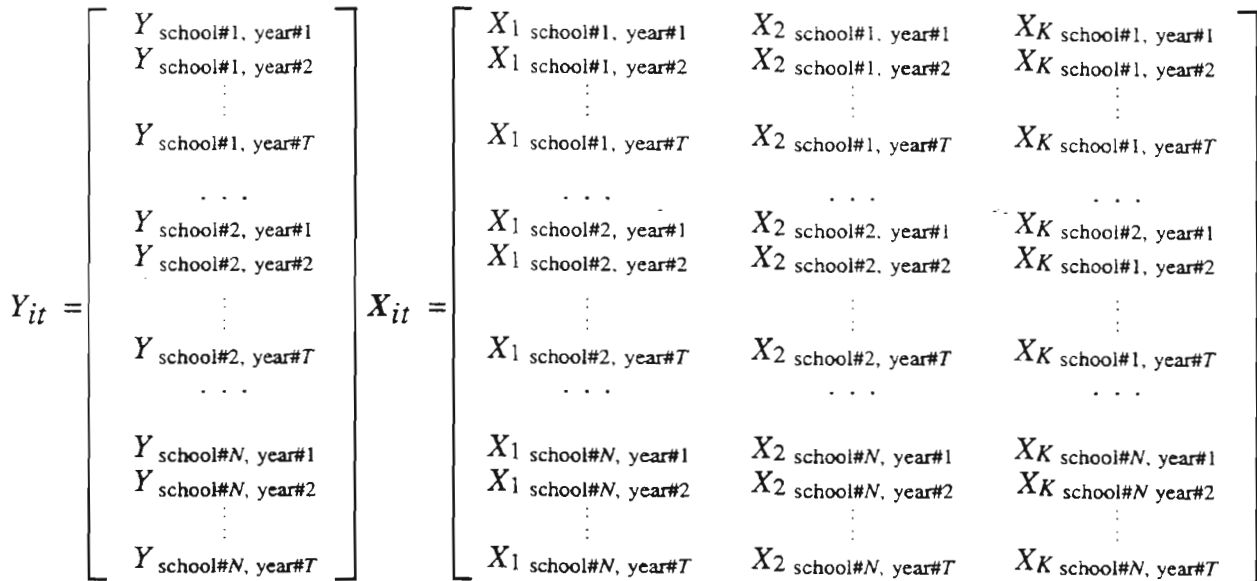 Y school#1, year#1 X1 school#1, year#1 X2 school#1, year#1 XK school#1, year#1
Y school#1, year#2 X1 school#1, year#2 X2 school#1, year#2 XK school#1, year#2
⋮ ⋮ ⋮ ⋮
Y school#1, year#T X1 school#1, year#T X2 school#1, year#T XK school#1, year#T
. . . . . . . . . . . .
Y school#2, year#1 X1 school#2, year#1 X2 school#2, year#1 XK school#2, year#1
Y school#2, year#2 X1 school#2, year#2 X2 school#2, year#2 XK school#1, year#2
Yit = ⋮ Xit = ⋮ ⋮ ⋮
Y school#2, year#T X1 school#2, year#T X2 school#2, year#T XK school#1, year#T
. . . . . . . . . . . .
Y school#N, year#1 X1 school#N, year#1 X2 school#N, year#1 XK school#N, year#1
Y school#N, year#2 X1 school#N, year#2 X2 school#N, year#2 XK school#N year#2
⋮ ⋮ ⋮ ⋮
Y school#N, year#T X1 school#N, year#T X2 school#N, year#T XK school#N, year#T